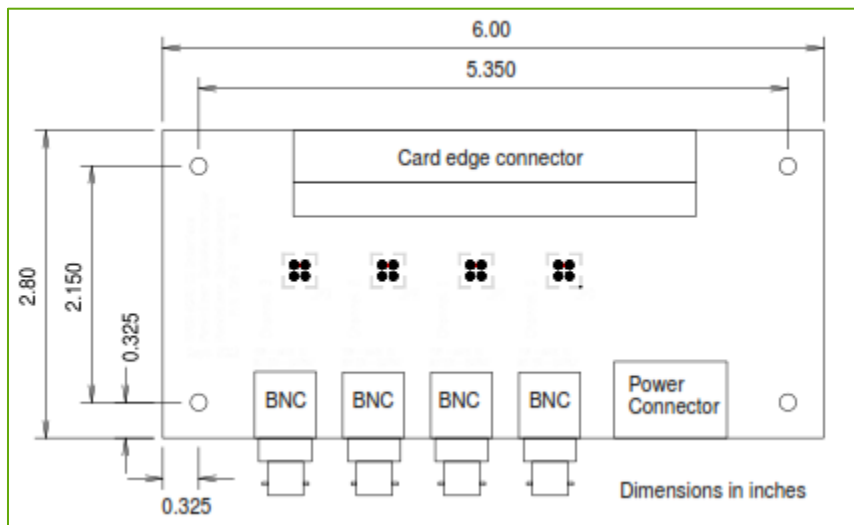 6.00
5.350
Card edge connector
2.80
2.150
0.325
BNC
BNC
BNC
BNC
Power
Connector
0.325
Dimensions in inches